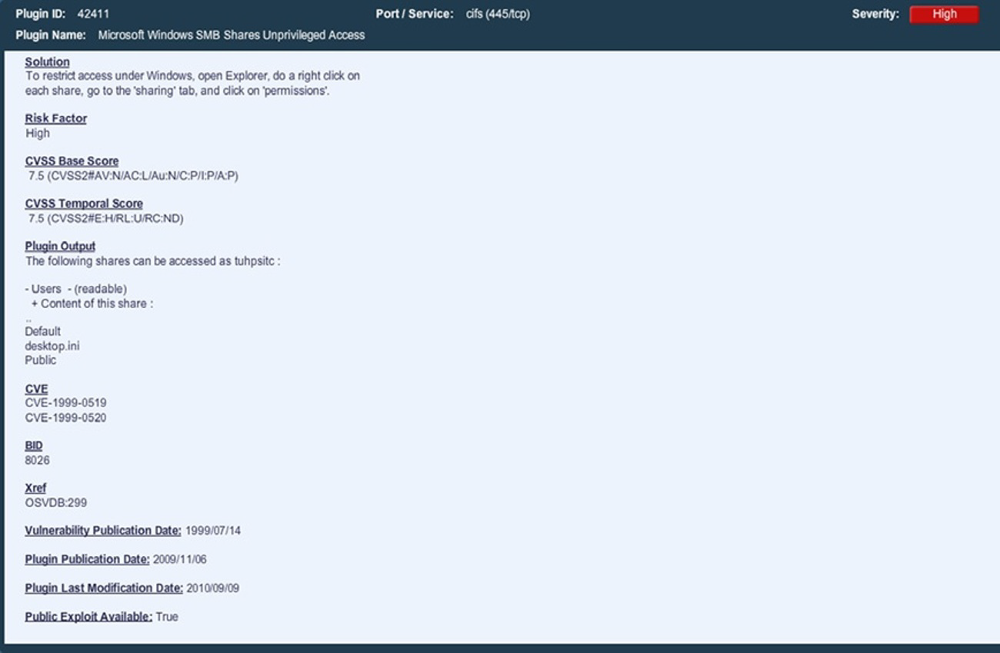 Plugin ID: 42411 Port / Service: cifs (445/tcp) Severity: High
Plugin Name: Microsoft Windows SMB Shares Unprivileged Access
Solution
To restrict access under Windows, open Explorer, do a right click on
each share, go to the 'sharing' tab, and click on 'permissions'.
Risk Factor
High
CVSS Base Score
7.5 (CVSS2#AV:N/AC:L/Au:N/C:P/I:P/A:P)
CVSS Temporal Score
7.5 (CVSS2#E:H/RL:U/RC:ND)
Plugin Output
The following shares can be accessed as tuhpsitc :
- Users - (readable)
+ Content of this share :
..
Default
desktop.ini
Public
CVE
CVE-1999-0519
CVE-1999-0520
BID
8026
Xref
OSVDB:299
Vulnerability Publication Date: 1999/07/14
Plugin Publication Date: 2009/11/06
Plugin Last Modification Date: 2010/09/09
Public Exploit Available: True